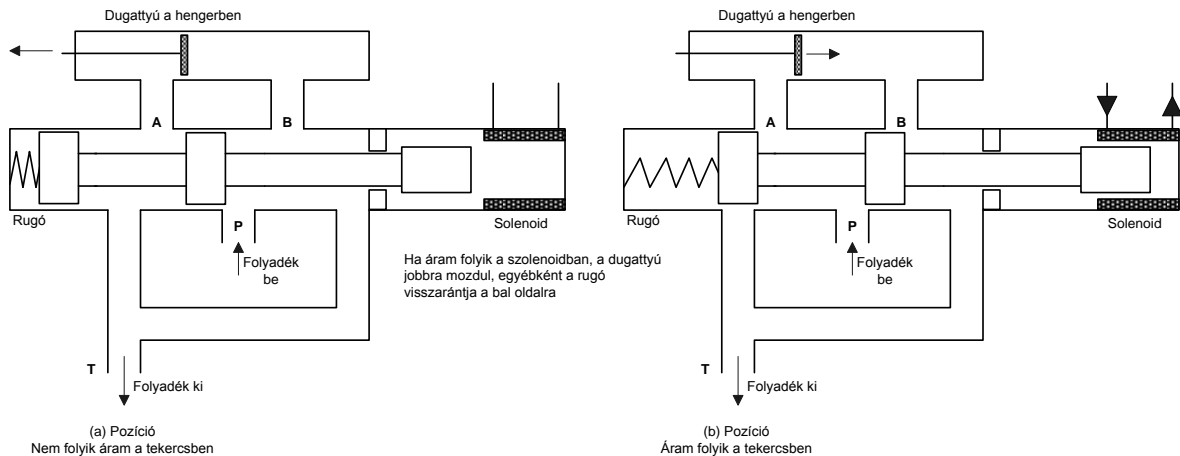 Dugattyú a hengerben
A
B
Rugó
P
Solenoid
Folyadék
be
T
Folyadék ki
(a) Pozíció
Nem folyik áram a tekercsben
Ha áram folyik a szolenoidban, a dugattyú
jobbra mozdul, egyébként a rugó
visszarántja a bal oldalra
Dugattyú a hengerben
A
B
Rugó
P
Solenoid
Folyadék
be
T
Folyadék ki
(b) Pozíció
Áram folyik a tekercsben